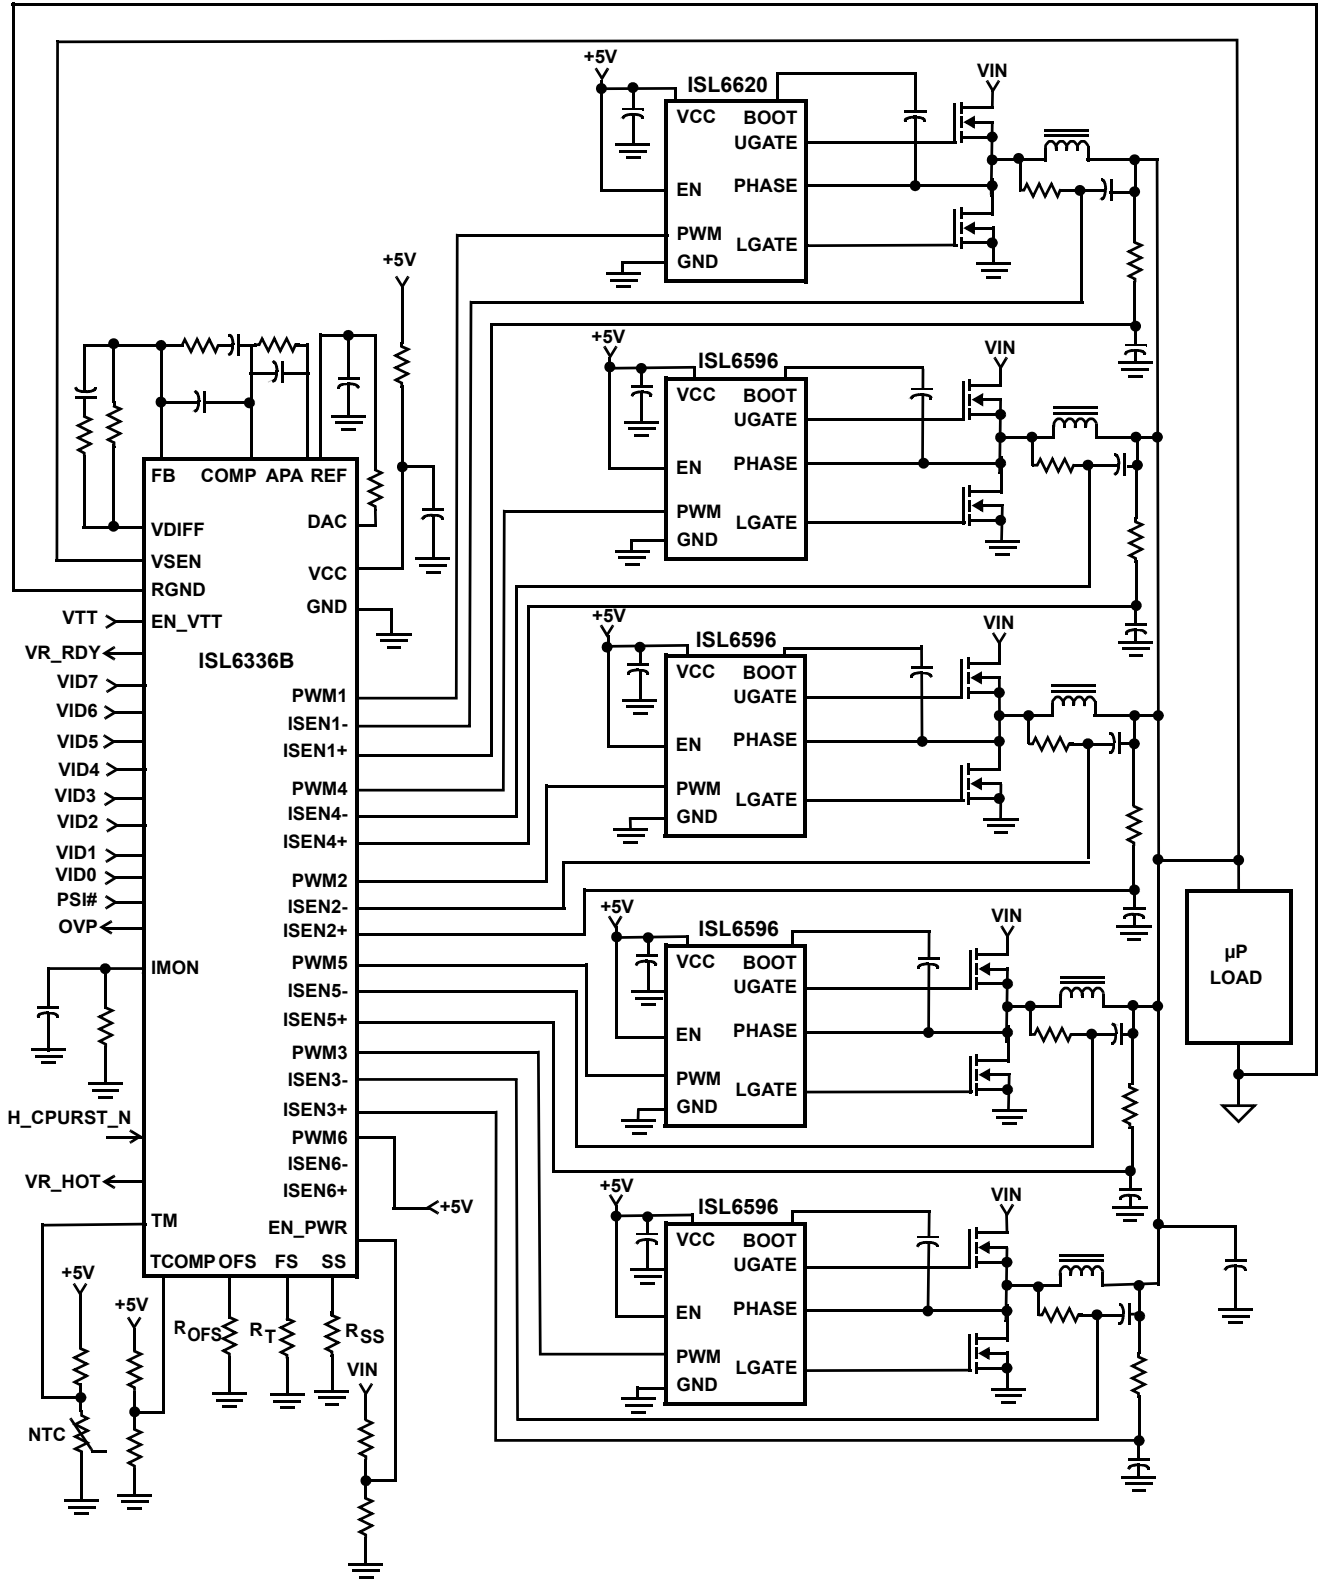 +5V
ISL6620
VIN
VCC
BOOT
UGATE
EN
PHASE
PWM
LGATE
GND
+5V
+5V
ISL6596
VIN
VCC
BOOT
UGATE
EN
PHASE
PWM
LGATE
GND
FB
COMP
APA
REF
VDIFF
DAC
VSEN
VCC
RGND
GND
VTT
EN_VTT
VR_RDY
ISL6336B
VID7
VID6
VID5
VID4
VID3
VID2
VID1
VID0
PSI#
OVP
IMON
H_CPURST_N
VR_HOT
TM
PWM1
ISEN1-
ISEN1+
PWM4
ISEN4-
ISEN4+
PWM2
ISEN2-
ISEN2+
PWM5
ISEN5-
ISEN5+
PWM3
ISEN3-
ISEN3+
PWM6
ISEN6-
ISEN6+
+5V
EN_PWR
TCOMP
OFS
FS
SS
+5V
+5V
ROFS
RT
RSS
VIN
NTC
+5V
ISL6596
VIN
VCC
BOOT
UGATE
EN
PHASE
PWM
LGATE
GND
+5V
ISL6596
VIN
VCC
BOOT
UGATE
EN
PHASE
PWM
LGATE
GND
µP
LOAD
+5V
ISL6596
VIN
VCC
BOOT
UGATE
EN
PHASE
PWM
LGATE
GND